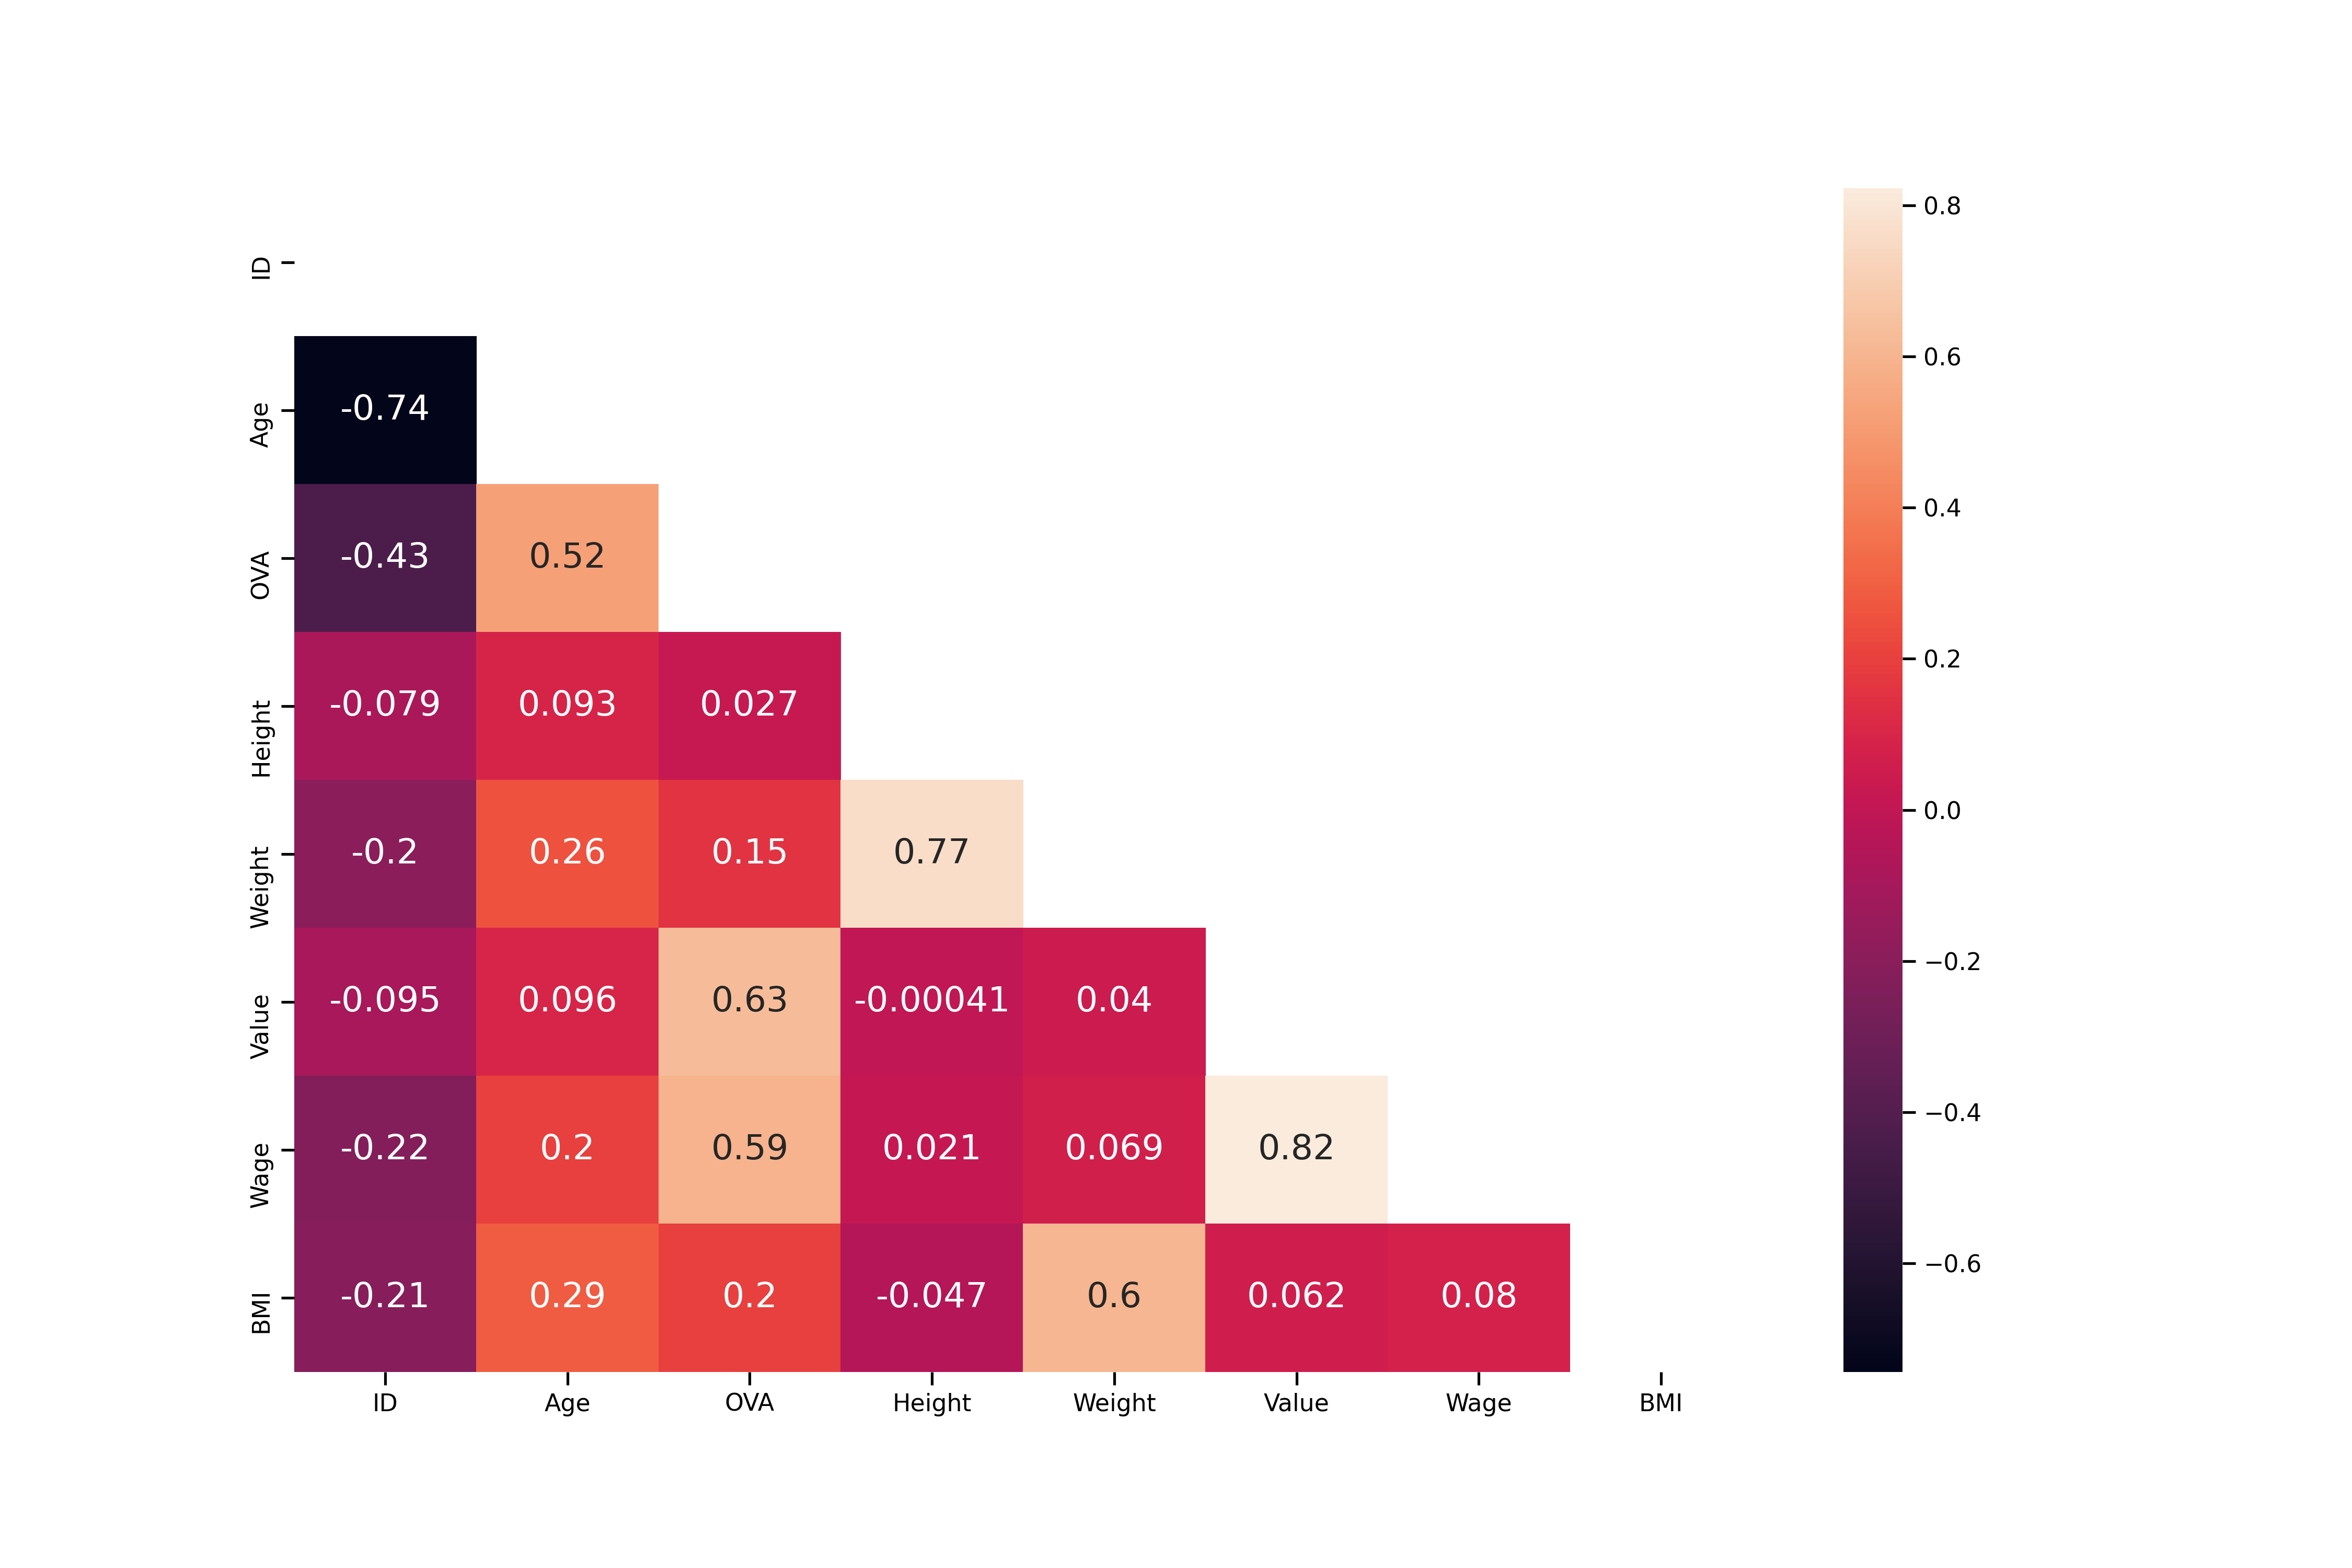 0.8
ID
0.6
Age -0.74
0.4
OVA -0.43 0.52
0.2
Height -0.079 0.093 0.027
0.0
Weight -0.2 0.26 0.15 0.77
−0.2
Value -0.095 0.096 0.63 -0.00041 0.04
−0.4
Wage -0.22 0.2 0.59 0.021 0.069 0.82
−0.6
BMI -0.21 0.29 0.2 -0.047 0.6 0.062 0.08
ID Age OVA Height Weight Value Wage BMI